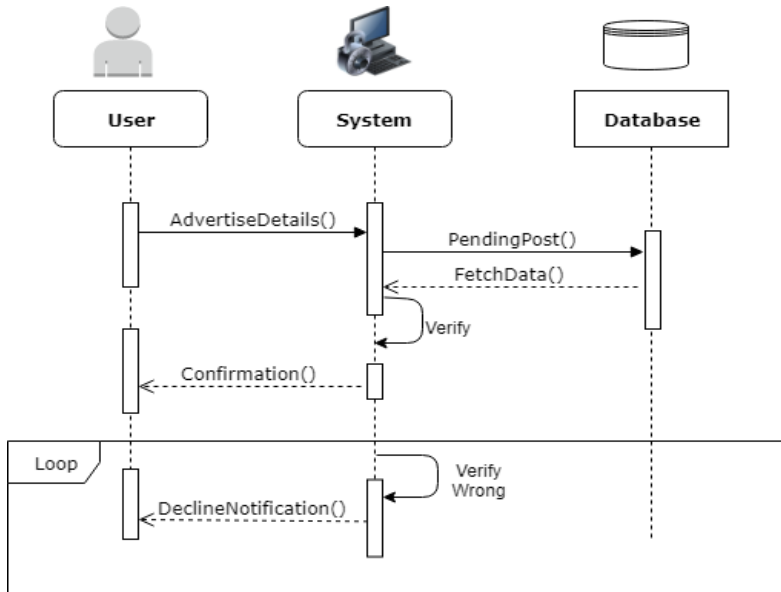 User
System
Database
AdvertiseDetails()
PendingPost()
FetchData()
Verify
Confirmation()
Loop
Verify
Wrong
DeclineNotification()